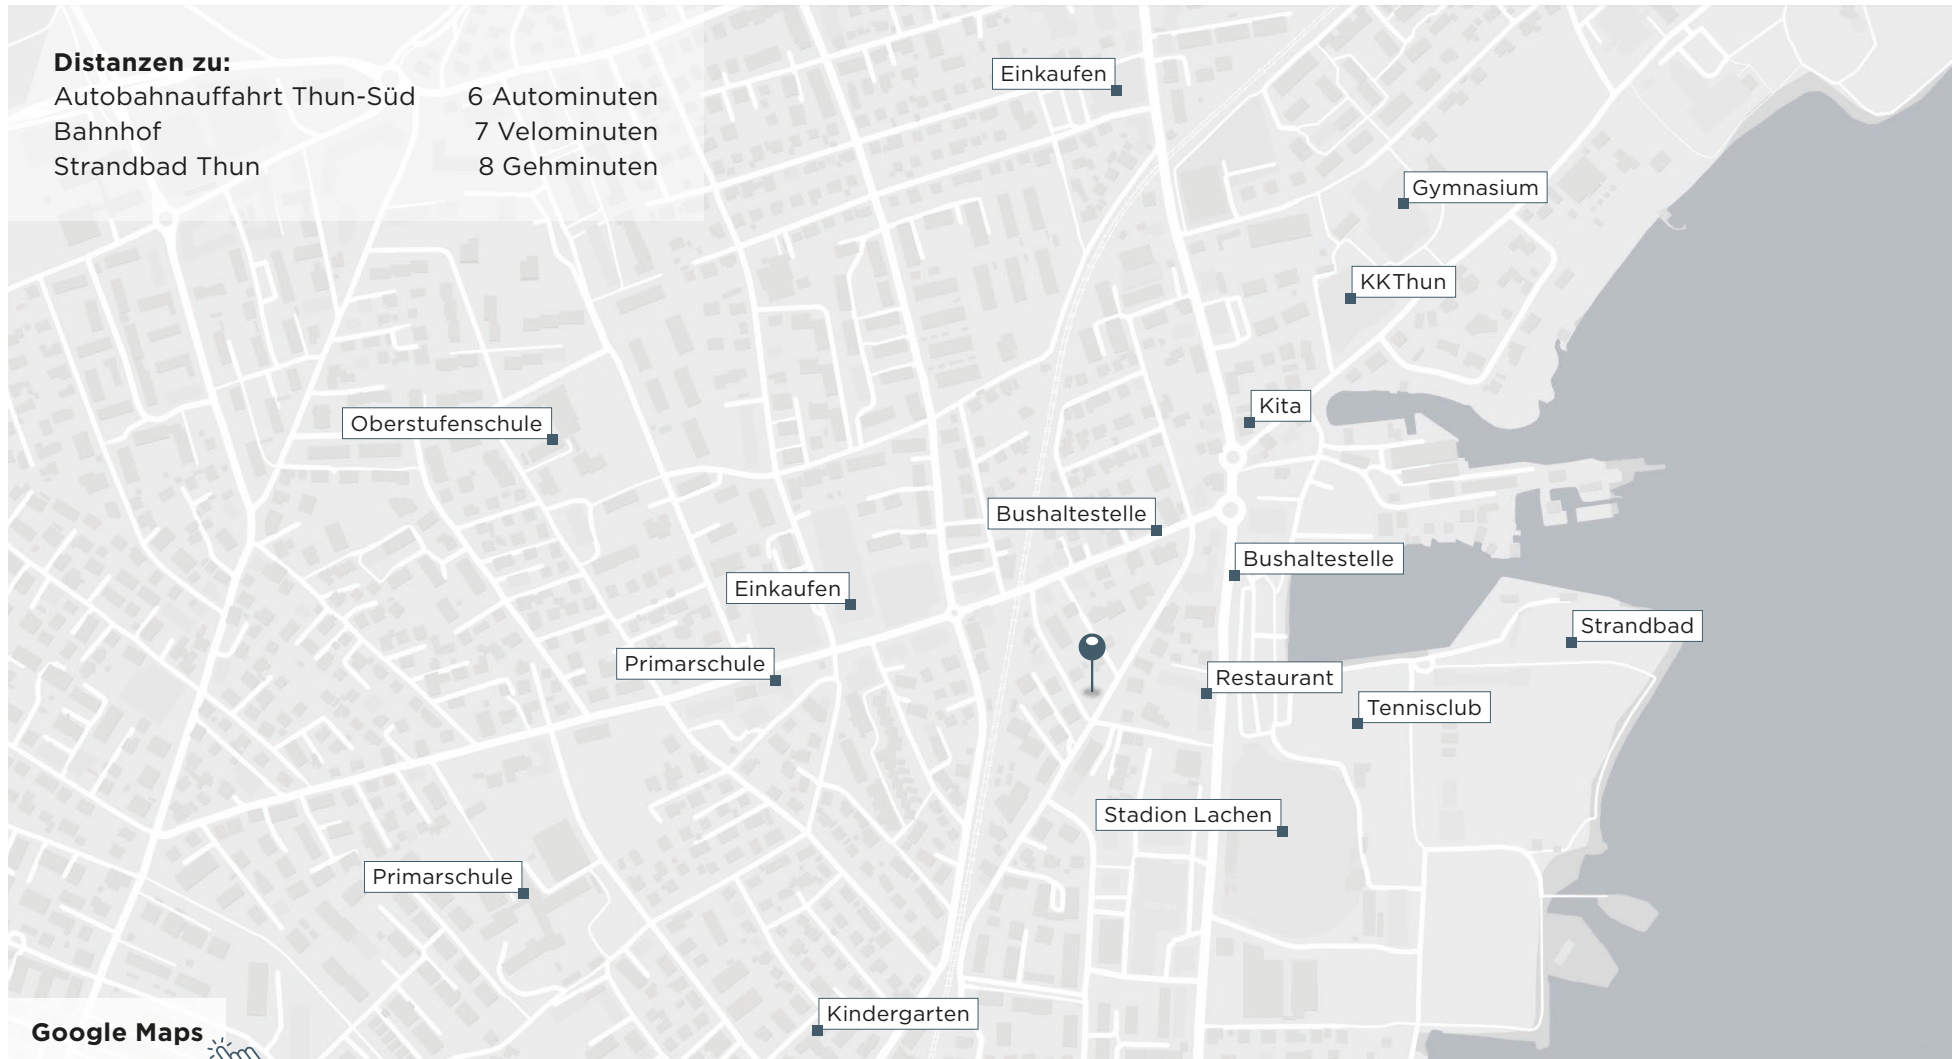 Distanzen zu:
Autobahnauffahrt Thun-Süd 6 Autominuten
Bahnhof 7 Velominuten
Strandbad Thun 8 Gehminuten
Einkaufen
Gymnasium
KKThun
Kita
Oberstufenschule
Bushaltestelle
Bushaltestelle
Einkaufen
Strandbad
Primarschule
Restaurant
Tennisclub
Stadion Lachen
Primarschule
Kindergarten
Google Maps